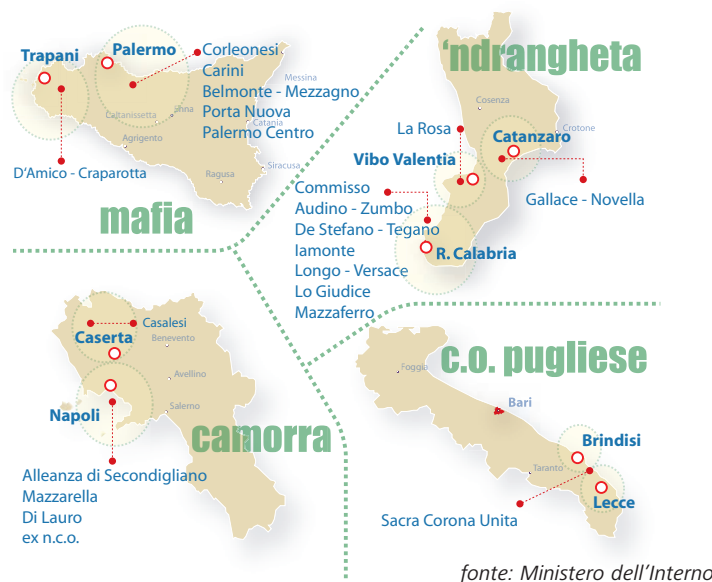 Trapani
Palermo
Corleonesi
Carini
Belmonte - Mezzagno
Porta Nuova
Palermo Centro
Messina
Caltanissetta
Enna
Catania
Agrigento
Siracusa
Ragusa
D'Amico - Craparotta
mafia
'ndrangheta
Cosenza
Crotone
La Rosa
Catanzaro
Vibo Valentia
Gallace - Novella
Commisso
Audino - Zumbo
De Stefano - Tegano
Iamonte
Longo - Versace
Lo Giudice
Mazzaferro
R. Calabria
Casalesi
Caserta
Benevento
Avellino
Napoli
Salerno
camorra
Alleanza di Secondigliano
Mazzarella
Di Lauro
ex n.c.o.
c.o. pugliese
Foggia
Bari
Brindisi
Taranto
Lecce
Sacra Corona Unita
fonte: Ministero dell'Interno